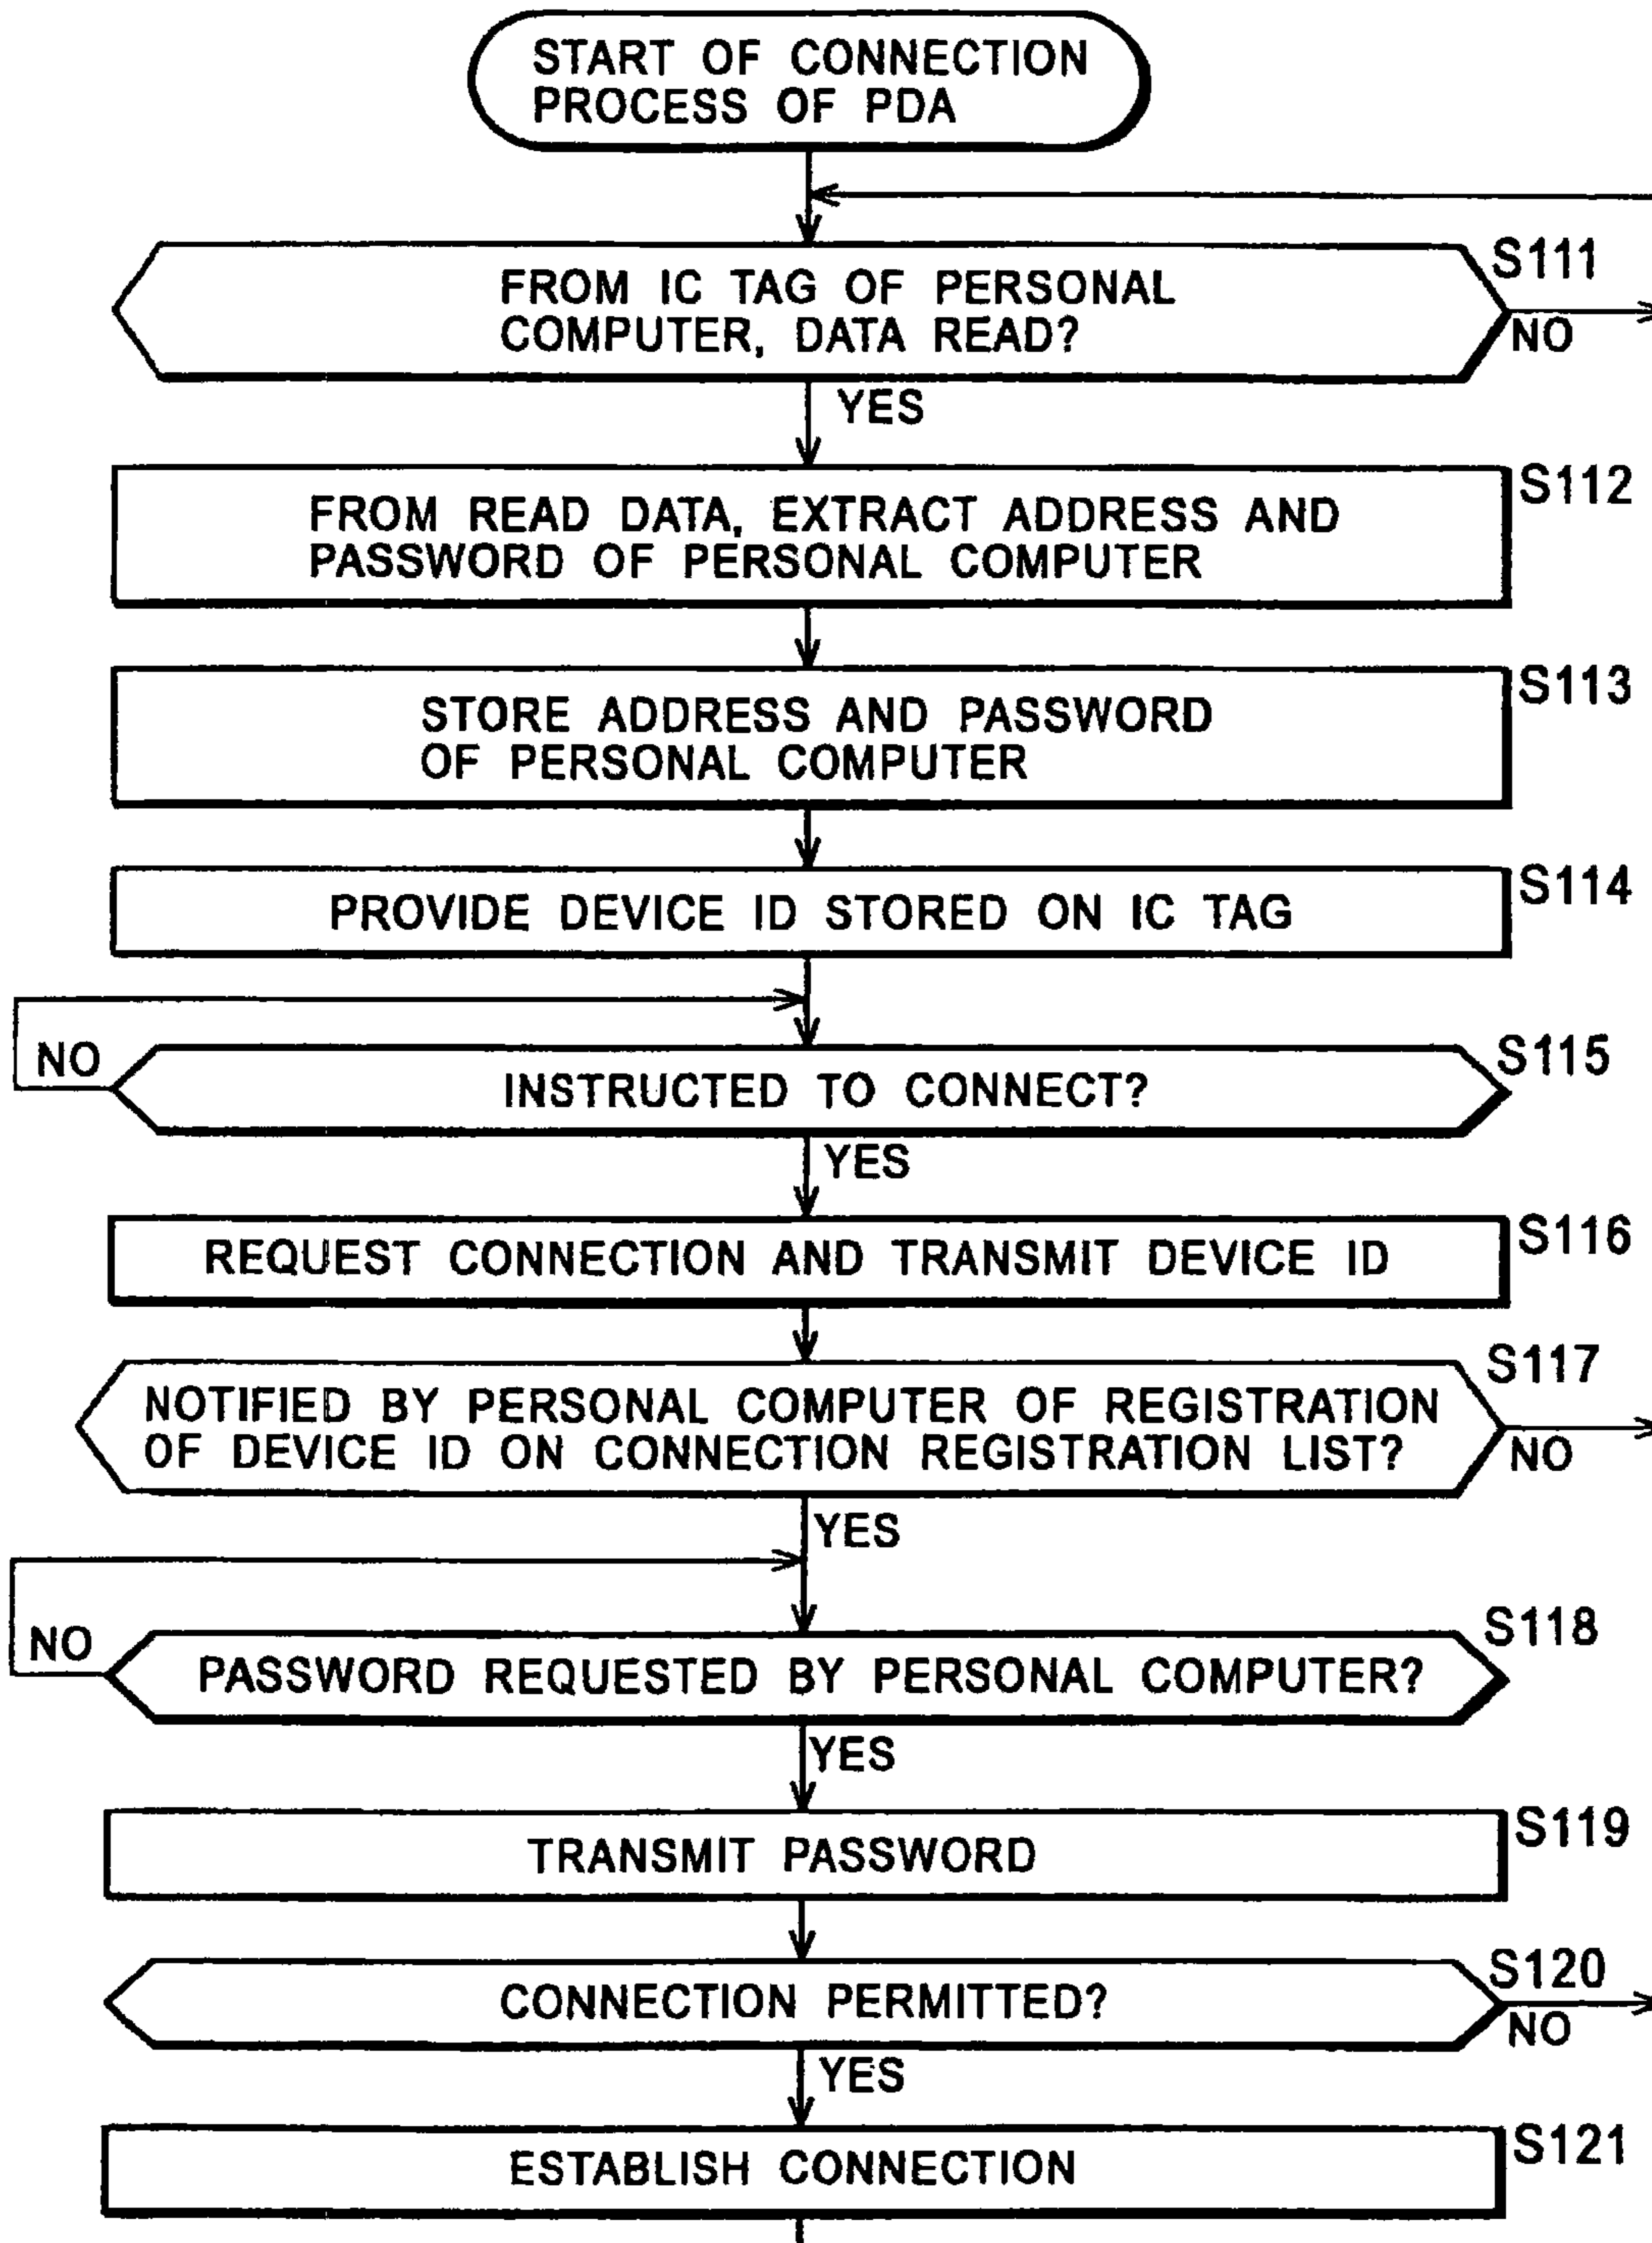 START OF CONNECTION
PROCESS OF PDA
S111
FROM IC TAG OF PERSONAL
COMPUTER, DATA READ?
NO
YES
S112
FROM READ DATA, EXTRACT ADDRESS AND
PASSWORD OF PERSONAL COMPUTER
S113
STORE ADDRESS AND PASSWORD
OF PERSONAL COMPUTER
S114
PROVIDE DEVICE ID STORED ON IC TAG
NO
S115
INSTRUCTED TO CONNECT?
YES
S116
REQUEST CONNECTION AND TRANSMIT DEVICE ID
S117
NOTIFIED BY PERSONAL COMPUTER OF REGISTRATION
OF DEVICE ID ON CONNECTION REGISTRATION LIST?
NO
YES
NO
S118
PASSWORD REQUESTED BY PERSONAL COMPUTER?
YES
S119
TRANSMIT PASSWORD
S120
CONNECTION PERMITTED?
NO
YES
S121
ESTABLISH CONNECTION